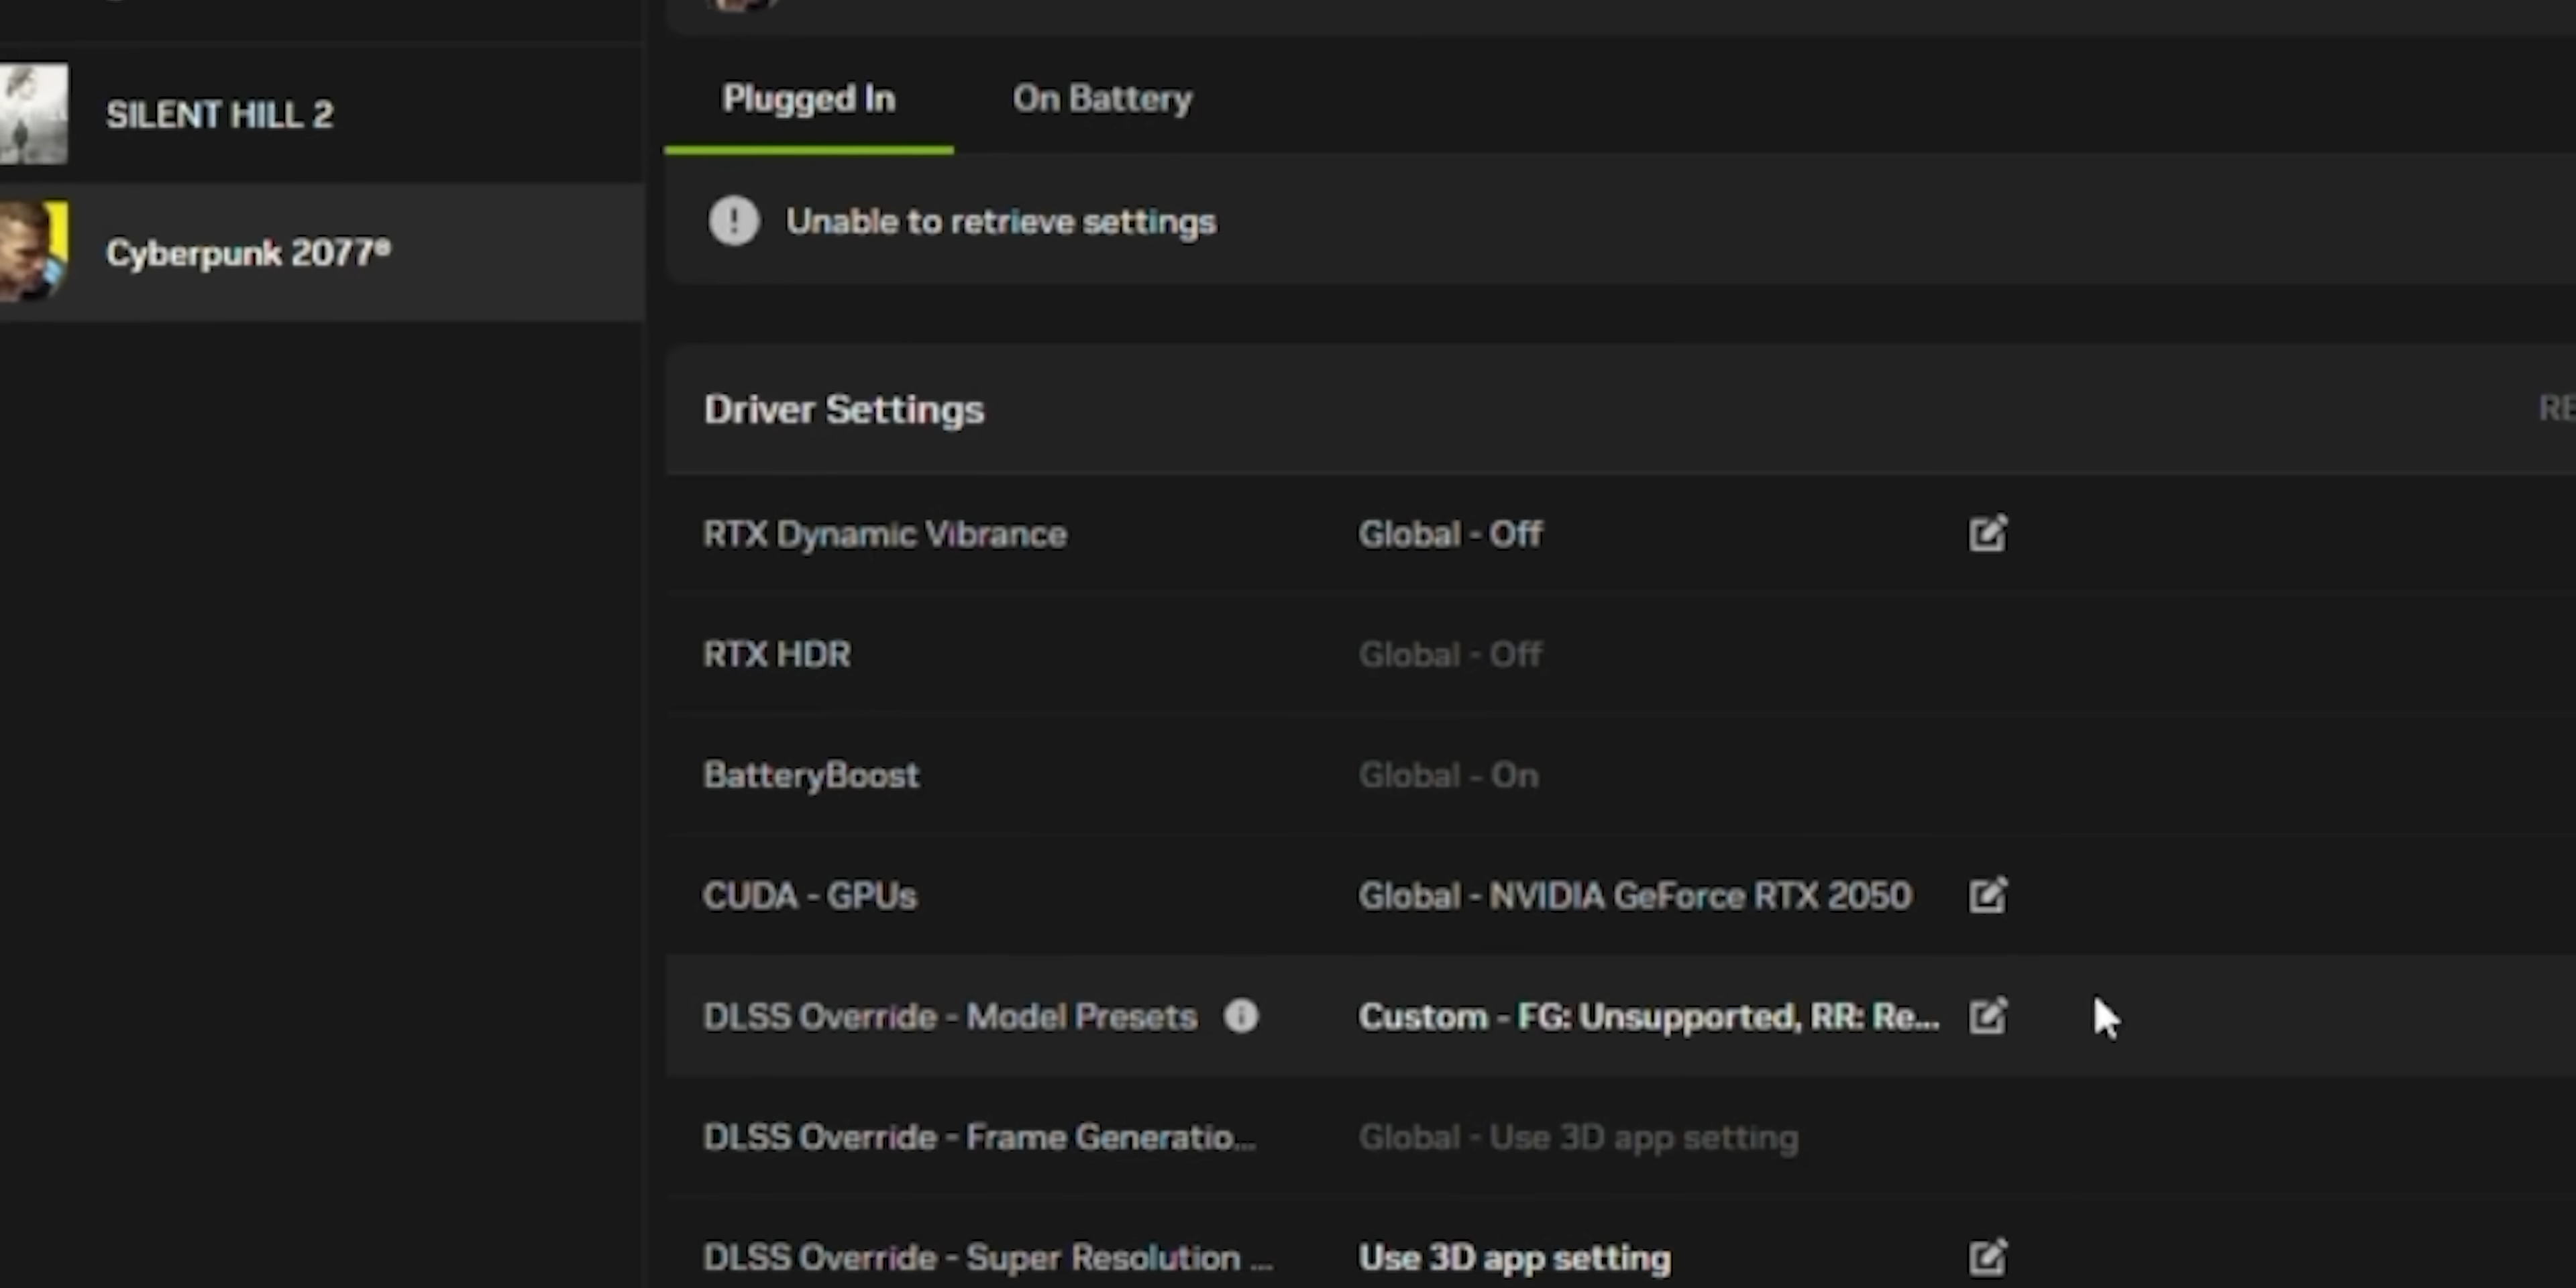 SILENT HILL 2
Cyberpunk 2077®
Plugged In
On Battery
Unable to retrieve settings
Driver Settings
RE
RTX Dynamic Vibrance
Global - Off
RTX HDR
Global - Off
BatteryBoost
Global - On
CUDA - GPUs
Global - NVIDIA GeForce RTX 2050
DLSS Override - Model Presets
Custom - FG: Unsupported, RR: Re...
DLSS Override - Frame Generatio...
Global - Use 3D app setting
DLSS Override - Super Resolution ...
Use 3D app setting